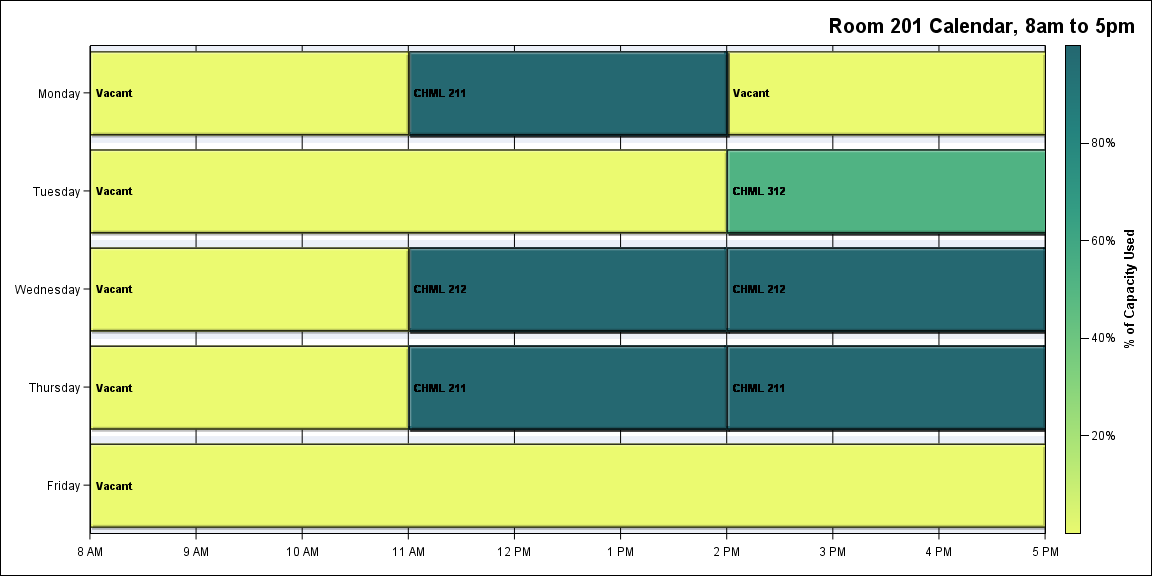 Room 201 Calendar, 8am to 5pm
Monday
Vacant
CHML 211
Vacant
Tuesday
Vacant
CHML 312
Wednesday
Vacant
CHML 212
CHML 212
Thursday
Vacant
CHML 211
CHML 211
Friday
Vacant
8 AM 9 AM 10 AM 11 AM 12 PM 1 PM 2 PM 3 PM 4 PM 5 PM
80%
60%
40%
20%
% of Capacity Used